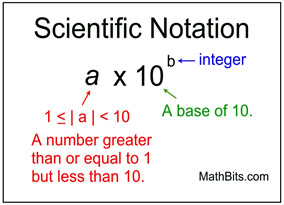 Scientific Notation
a x 10^b
integer
1 ≤ | a | < 10
A base of 10.
A number greater
than or equal to 1
but less than 10.
MathBits.com